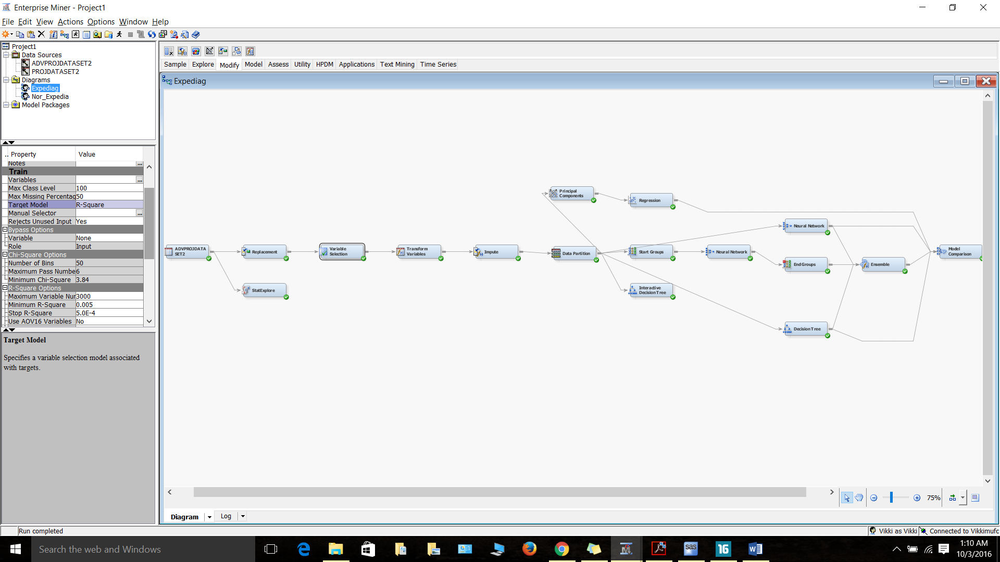 Enterprise Miner - Project1
File Edit View Actions Options Window Help
Project1
Data Sources
ADVPROJDATASET2
PROJDATASET2
Diagrams
Expediag
Nor_Expedia
Model Packages
.. Property Value
Notes ...
Train
Variables ...
Max Class Level 100
Max Missing Percentag 50
Target Model R-Square
Manual Selector ...
Rejects Unused Input Yes
Bypass Options
Variable None
Role Input
Chi-Square Options
Number of Bins 50
Maximum Pass Numbe 6
Minimum Chi-Square 3.84
R-Square Options
Maximum Variable Nur 3000
Minimum R-Square 0.005
Stop R-Square 5.0E-4
Use AOV16 Variables No
Target Model
Specifies a variable selection model associated
with targets.
Sample Explore Modify Model Assess Utility HPDM Applications Text Mining Time Series
Expediag
Principal
Components
Regression
Neural Network
ADVPROJDATA
SET2
Replacement
Variable
Selection
Transform
Variables
Impute
Data Partition
Start Groups
Neural Network
End Groups
Ensemble
Model
Comparison
StatExplore
Interactive
Decision Tree
Decision Tree
75%
Diagram Log
Run completed
Vikki as Vikki Connected to Vikkimufc
Search the web and Windows
sas
16
1:10 AM
10/3/2016